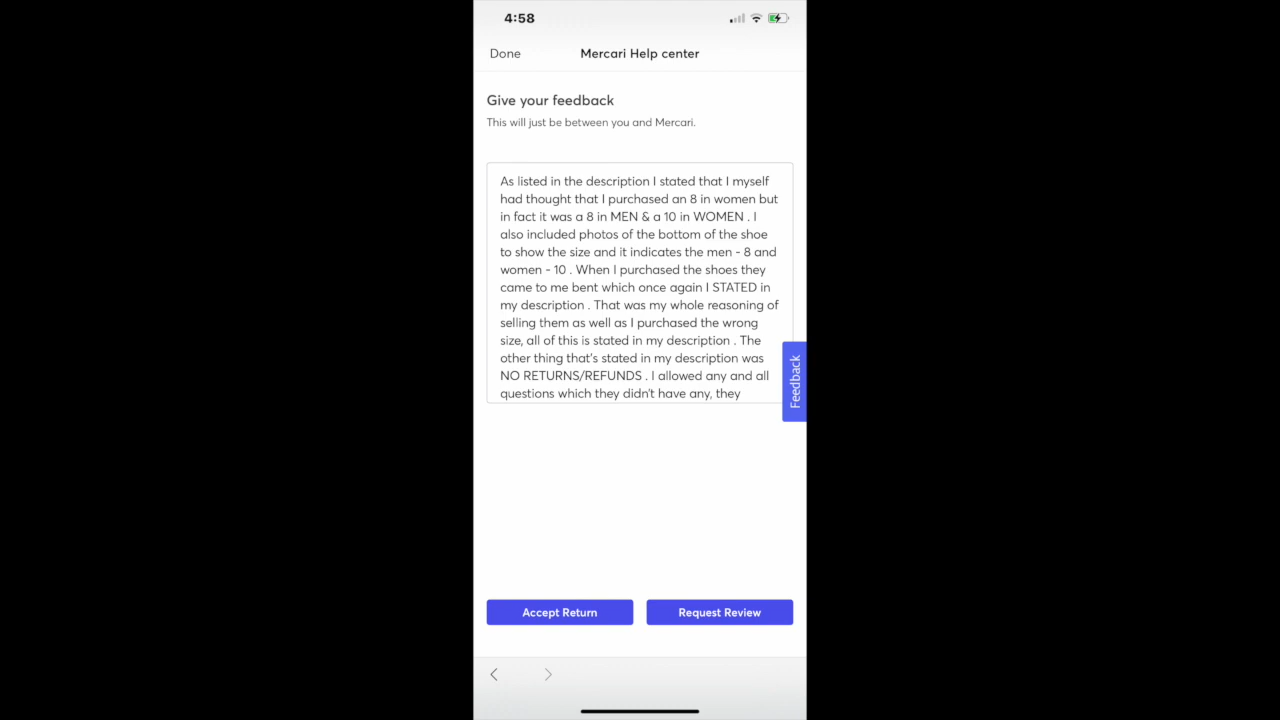 4:58
Done
Mercari Help center
Give your feedback
This will just be between you and Mercari.
As listed in the description I stated that I myself
had thought that I purchased an 8 in women but
in fact it was a 8 in MEN & a 10 in WOMEN . I
also included photos of the bottom of the shoe
to show the size and it indicates the men - 8 and
women - 10 . When I purchased the shoes they
came to me bent which once again I STATED in
my description . That was my whole reasoning of
selling them as well as I purchased the wrong
size, all of this is stated in my description . The
other thing that's stated in my description was
NO RETURNS/REFUNDS . I allowed any and all
questions which they didn't have any, they
Feedback
Accept Return
Request Review